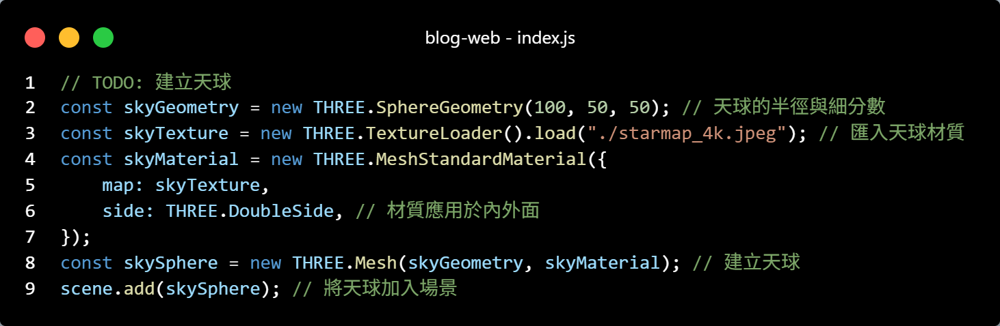 blog-web - index.js
1 // TODO: 建立天球
2 const skyGeometry = new THREE.SphereGeometry(100, 50, 50); // 天球的半徑與細分數
3 const skyTexture = new THREE.TextureLoader().load("./starmap_4k.jpeg"); // 匯入天球材質
4 const skyMaterial = new THREE.MeshStandardMaterial({
5     map: skyTexture,
6     side: THREE.DoubleSide, // 材質應用於內外面
7 });
8 const skySphere = new THREE.Mesh(skyGeometry, skyMaterial); // 建立天球
9 scene.add(skySphere); // 將天球加入場景